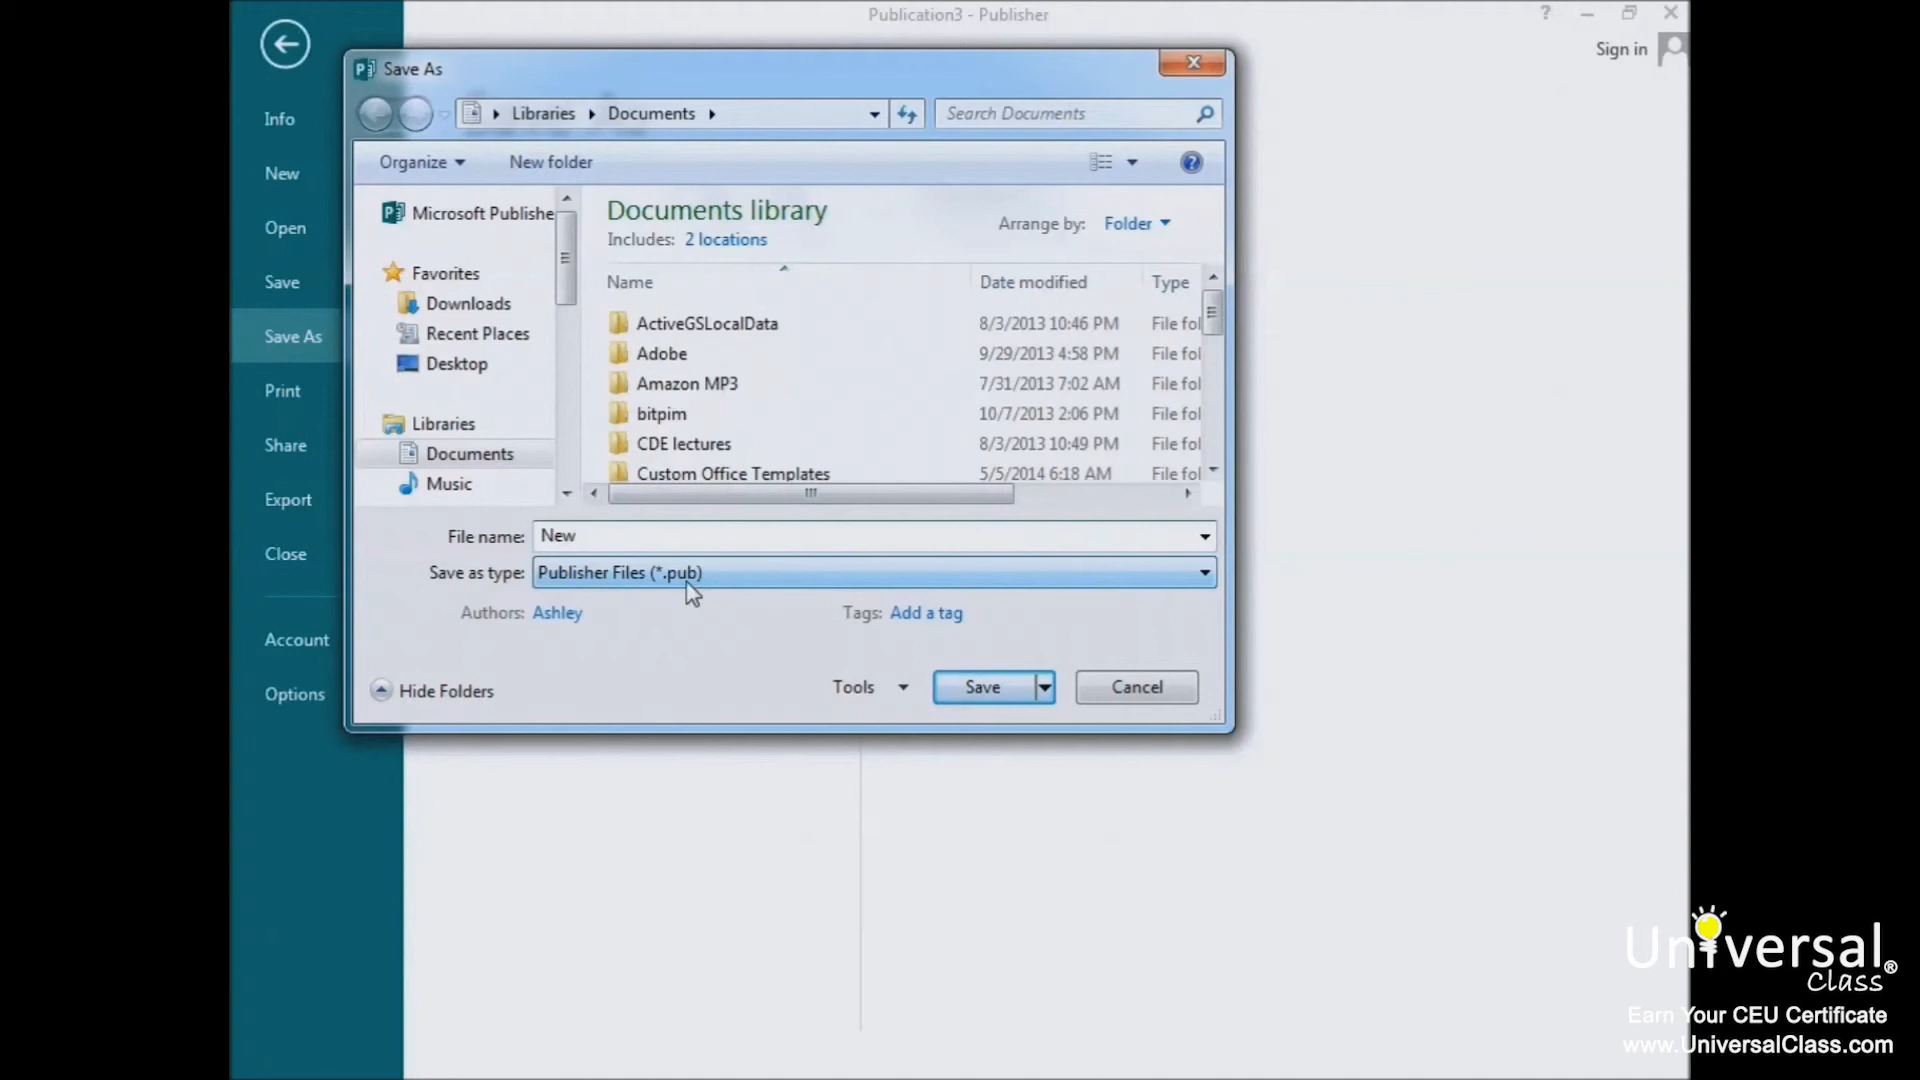 Publication3 - Publisher
?
Sign in
Info
New
Open
Save
Save As
Print
Share
Export
Close
Account
Options
P Save As
Libraries Documents
Search Documents
Organize
New folder
?
P Microsoft Publishe
Favorites
Downloads
Recent Places
Desktop
Libraries
Documents
Music
Documents library
Includes: 2 locations
Arrange by: Folder
Name Date modified Type
ActiveGSLocalData 8/3/2013 10:46 PM File fol
Adobe 9/29/2013 4:58 PM File fol
Amazon MP3 7/31/2013 7:02 AM File fol
bitpim 10/7/2013 2:06 PM File fol
CDE lectures 8/3/2013 10:49 PM File fol
Custom Office Templates 5/5/2014 6:18 AM File fol
File name: New
Save as type: Publisher Files (*.pub)
Authors: Ashley Tags: Add a tag
Hide Folders
Tools
Save
Cancel
Universal®
Class
Earn Your CEU Certificate
www.UniversalClass.com